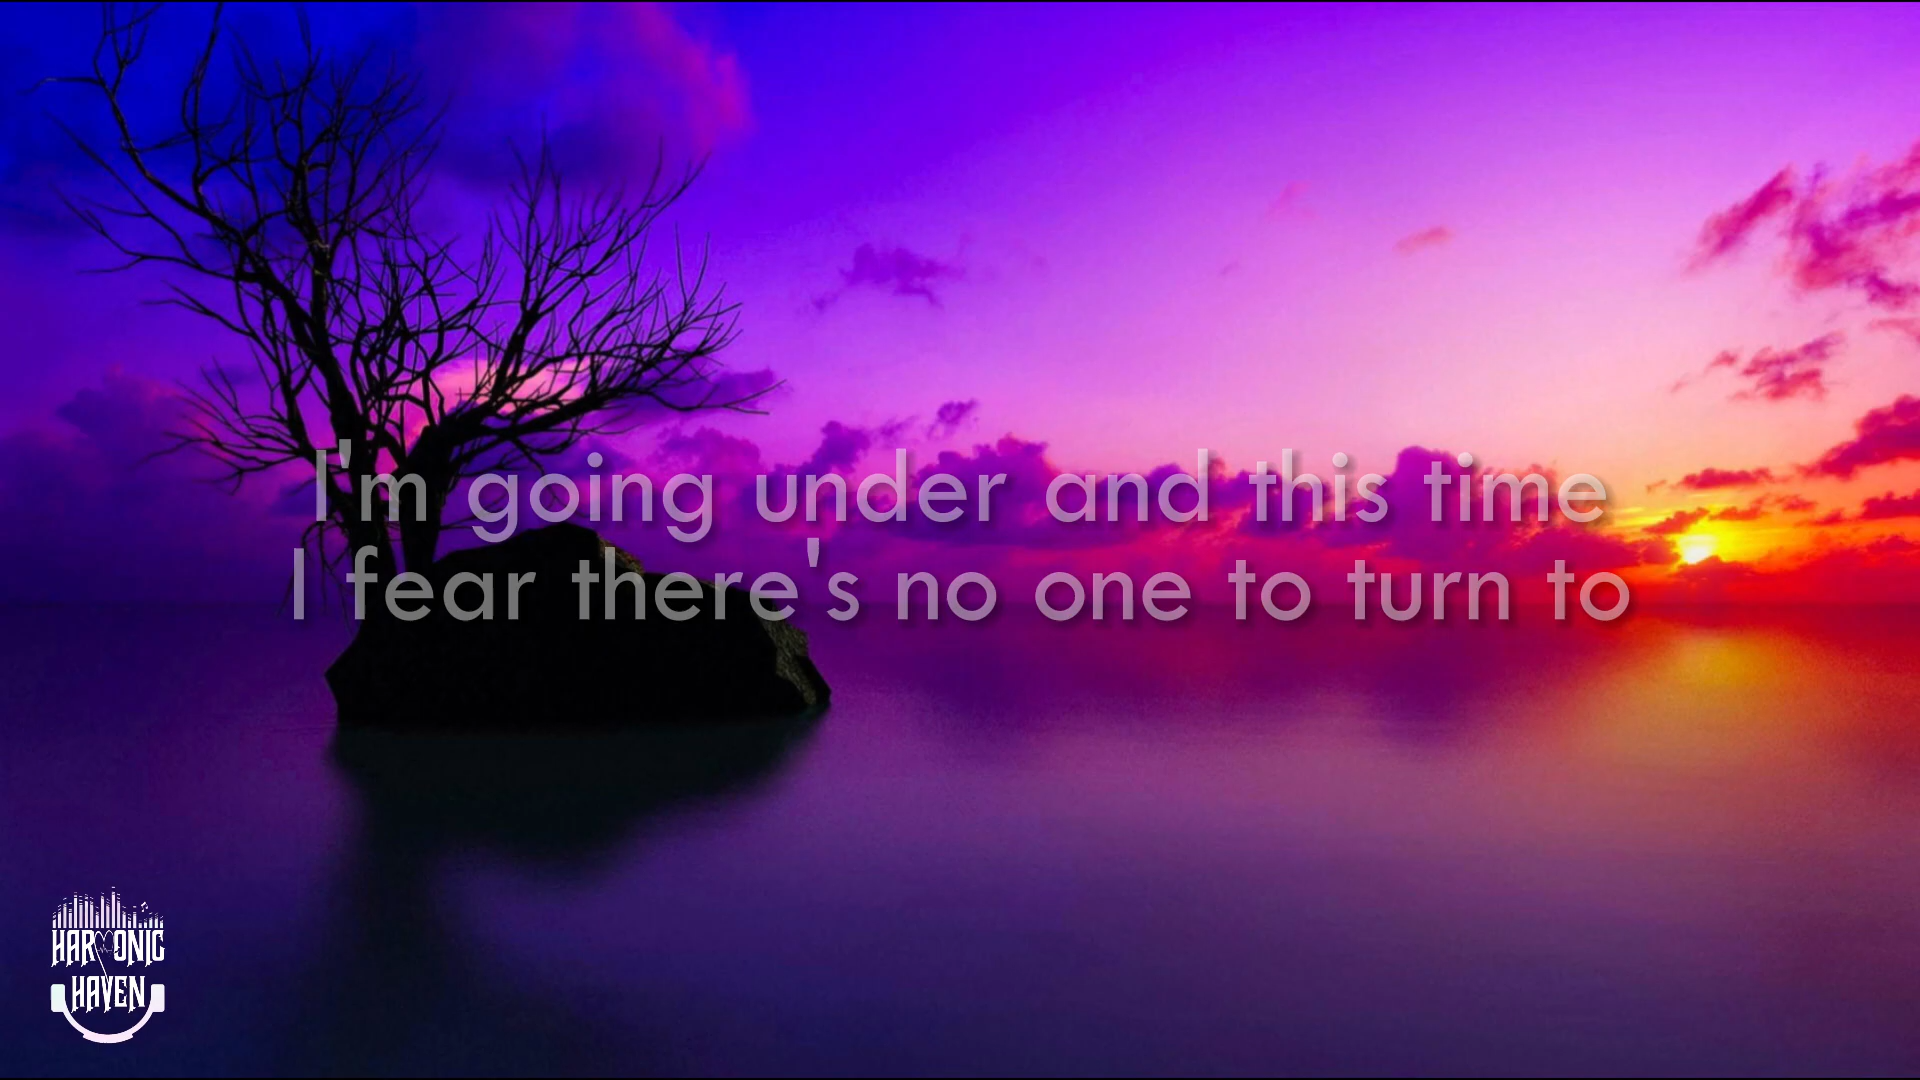 I'm going under and this time
I fear there's no one to turn to
HARMONIC
HAVEN